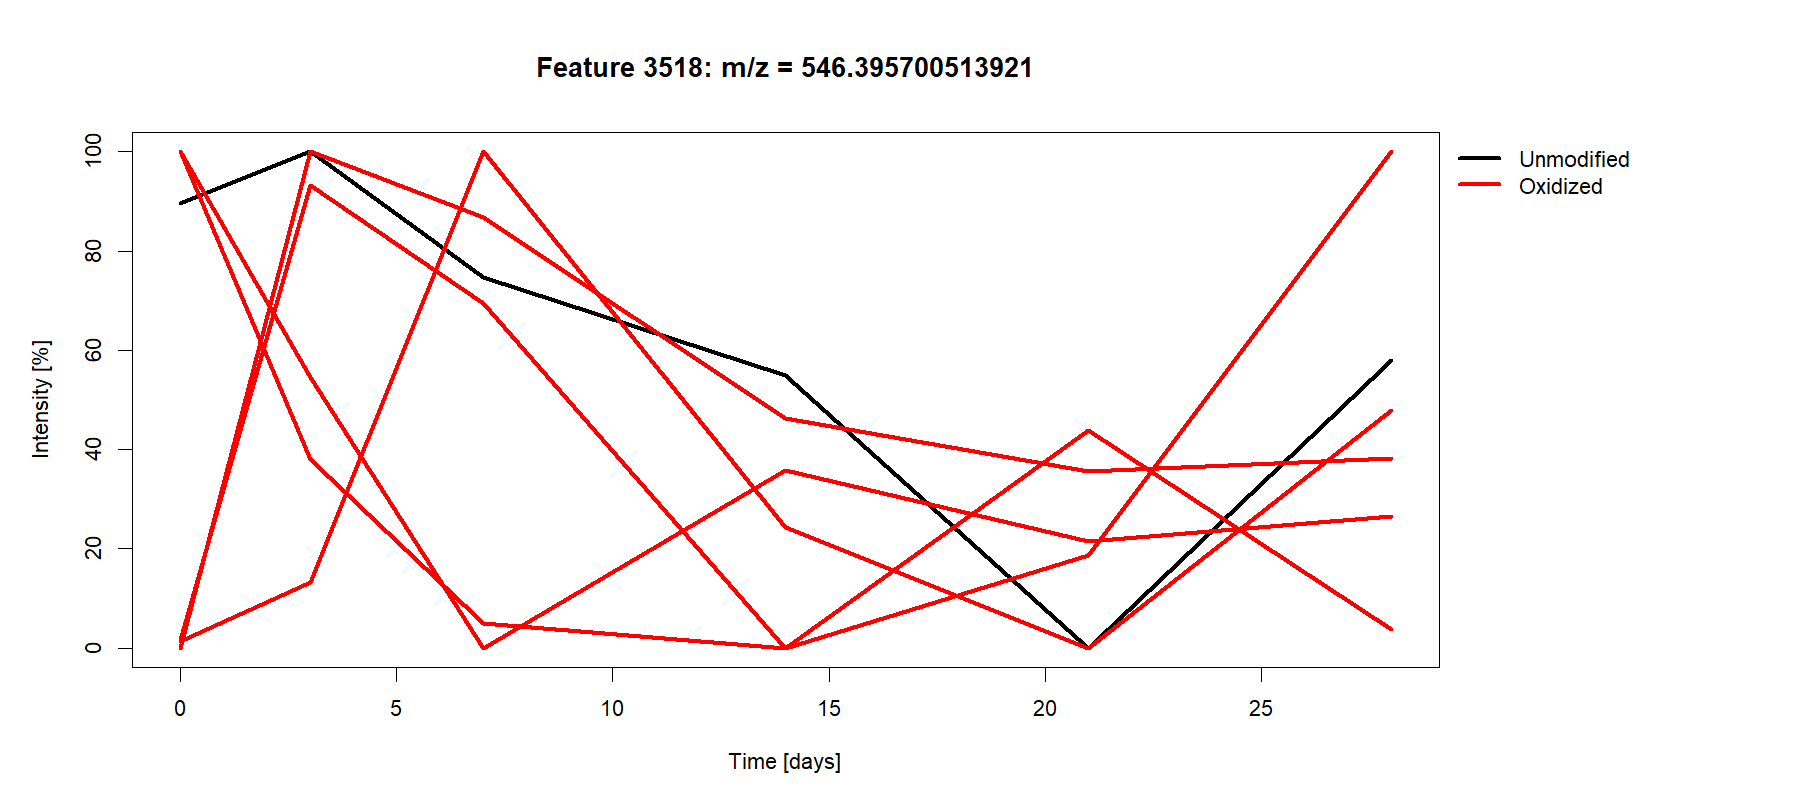 Feature 3518: m/z = 546.395700513921
Unmodified
Oxidized
Intensity [%]
100
80
60
40
20
0
0 5 10 15 20 25
Time [days]